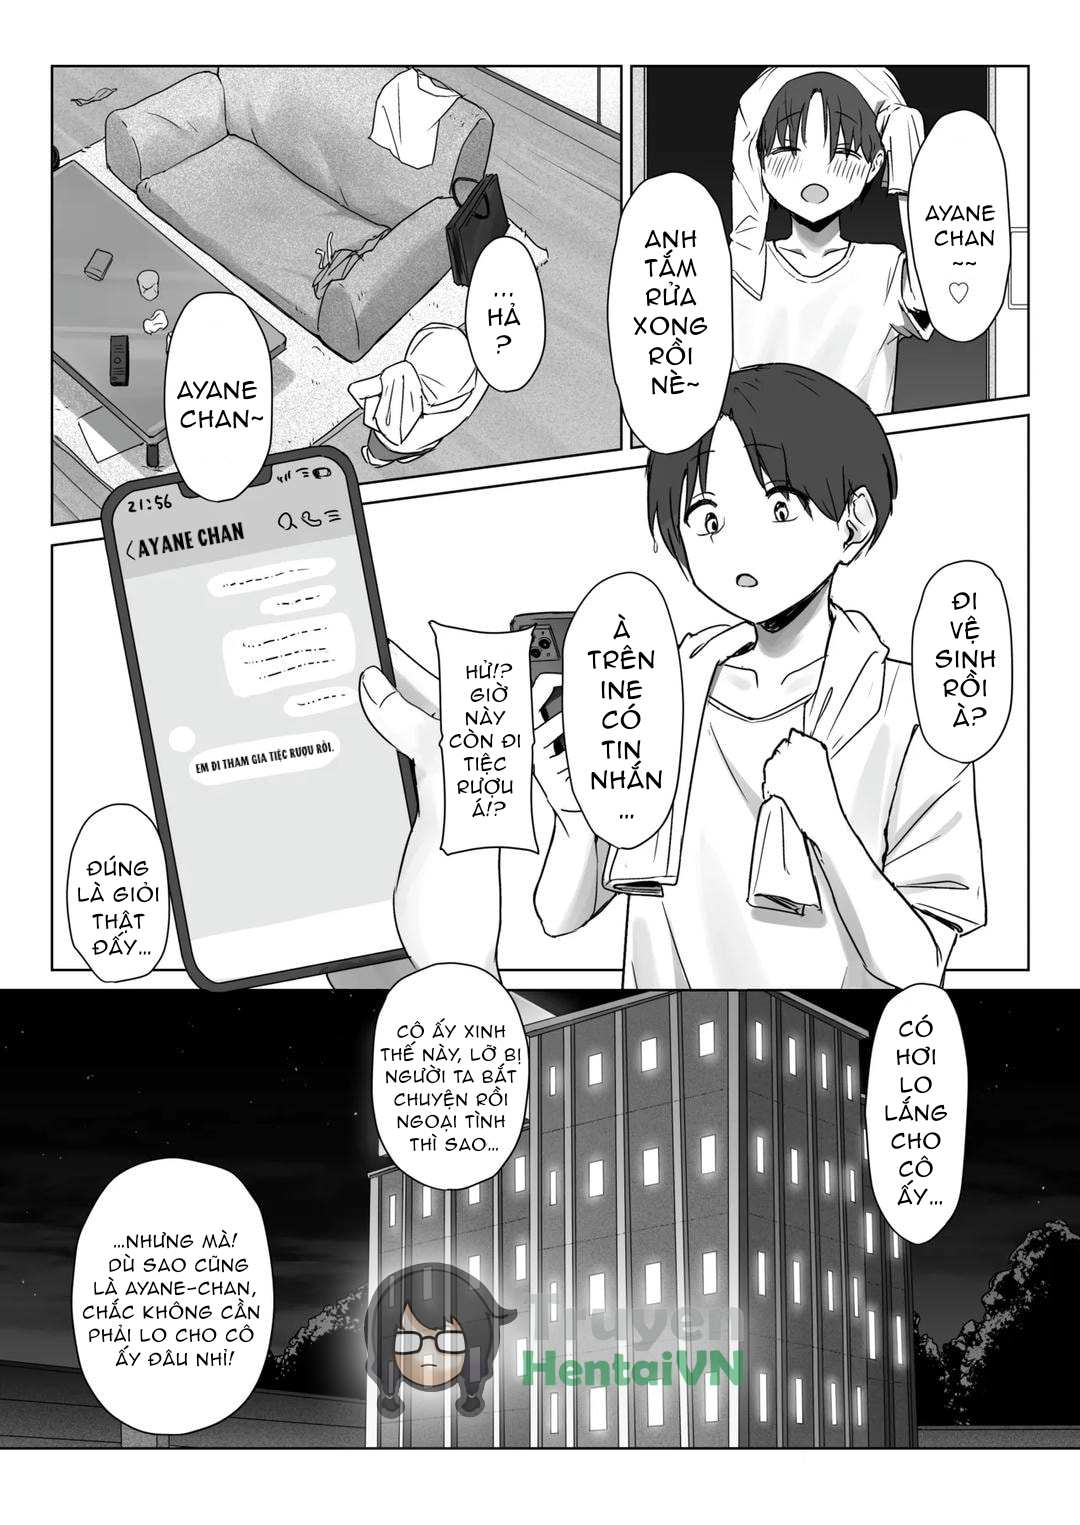 AYANE
CHAN
~~
♡
ANH
TẮM
RỬA
XONG
RỒI
NÈ~
...
HẢ
?
AYANE
CHAN~
ĐI
VỆ
SINH
RỒI
À?
À
TRÊN
INE
CÓ
TIN
NHẮN
...
HỬ!?
GIỜ
NÀY
CÒN ĐI
TIỆC
RƯỢU
Á!?
21:56
<AYANE CHAN
EM ĐI THAM GIA TIỆC RƯỢU RỒI.
ĐÚNG
LÀ GIỎI
THẬT
ĐẤY...
CÓ
HƠI
LO
LẮNG
CHO
CÔ
ẤY...
CÔ ẤY XINH
THẾ NÀY, LỠ BỊ
NGƯỜI TA BẮT
CHUYỆN RỒI
NGOẠI TÌNH
THÌ SAO...
...NHƯNG MÀ!
DÙ SAO CŨNG
LÀ AYANE-CHAN,
CHẮC KHÔNG CẦN
PHẢI LO CHO CÔ
ẤY ĐÂU NHỈ!
Truyen
HentaiVN